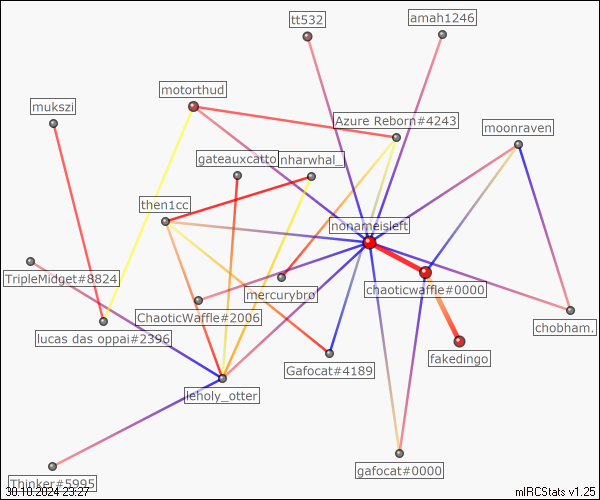 tt532
amah1246
motorthud
mukszi
Azure Reborn#4243
moonraven
gateauxcatto
nharwhal_
then1cc
nonameisleft
TripleMidget#8824
mercurybro
chaoticwaffle#0000
ChaoticWaffle#2006
chobham.
lucas das oppai#2396
fakedingo
Gafocat#4189
leholy_otter
gafocat#0000
Thinker#5995
30.10.2024 23:27
mIRCStats v1.25